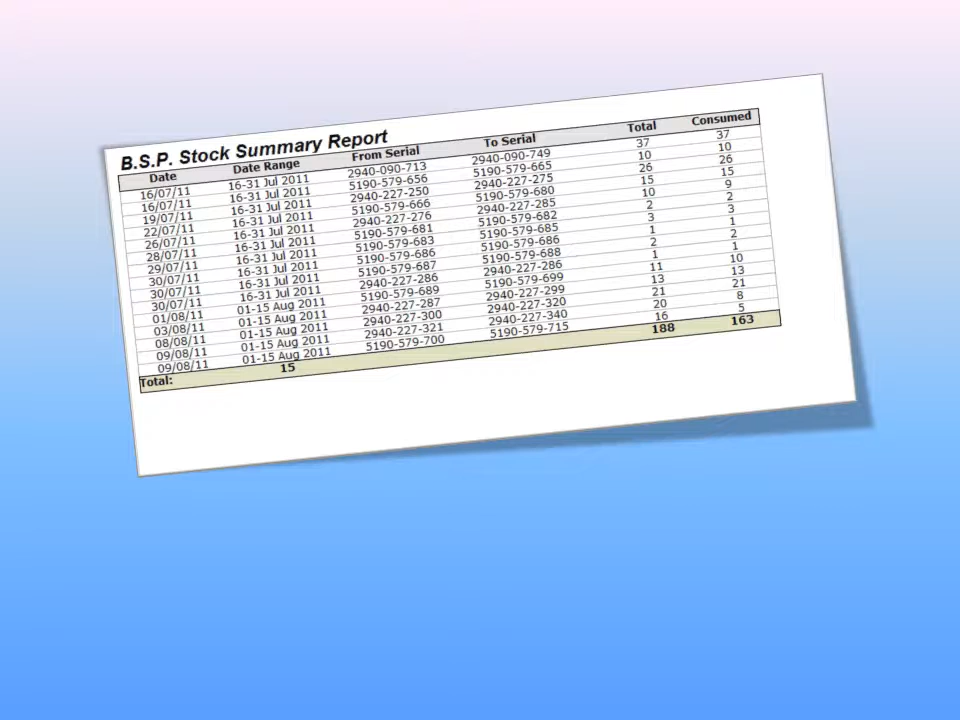 B.S.P. Stock Summary Report
Date Date Range From Serial To Serial Total Consumed
16/07/11 16-31 Jul 2011 2940-090-713 2940-090-749 37 37
16/07/11 16-31 Jul 2011 5190-579-656 5190-579-665 10 10
19/07/11 16-31 Jul 2011 2940-227-250 2940-227-275 26 26
22/07/11 16-31 Jul 2011 5190-579-666 5190-579-680 15 15
26/07/11 16-31 Jul 2011 2940-227-276 2940-227-285 10 9
28/07/11 16-31 Jul 2011 5190-579-681 5190-579-682 2 2
29/07/11 16-31 Jul 2011 5190-579-683 5190-579-685 3 3
30/07/11 16-31 Jul 2011 5190-579-686 5190-579-686 1 1
30/07/11 16-31 Jul 2011 5190-579-687 5190-579-688 2 2
30/07/11 16-31 Jul 2011 2940-227-286 2940-227-286 1 1
01/08/11 01-15 Aug 2011 5190-579-689 5190-579-699 11 10
03/08/11 01-15 Aug 2011 2940-227-287 2940-227-299 13 13
08/08/11 01-15 Aug 2011 2940-227-300 2940-227-320 21 21
09/08/11 01-15 Aug 2011 2940-227-321 2940-227-340 20 8
09/08/11 01-15 Aug 2011 5190-579-700 5190-579-715 16 5
Total: 15 188 163